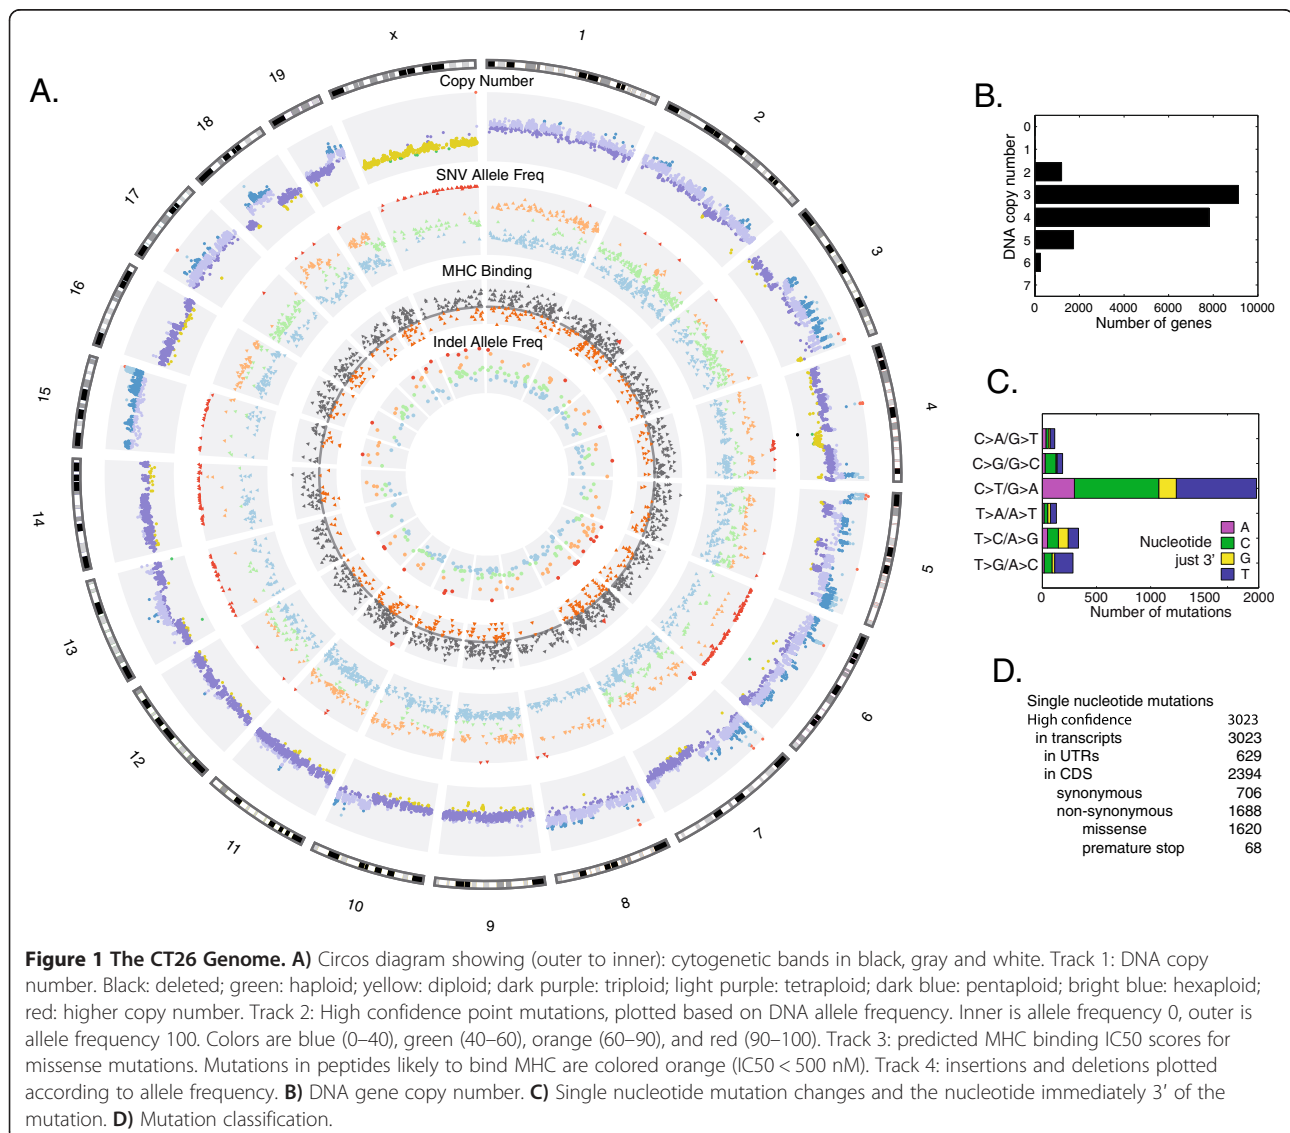 A.
Copy Number
SNV Allele Freq
MHC Binding
Indel Allele Freq
1
2
3
4
5
6
7
8
9
10
11
12
13
14
15
16
17
18
19
x
B.
DNA copy number
0
1
2
3
4
5
6
7
0 2000 4000 6000 8000 10000
Number of genes
C.
C>A/G>T
C>G/G>C
C>T/G>A
T>A/A>T
T>C/A>G
T>G/A>C
Nucleotide
just 3'
A
C
G
T
0 500 1000 1500 2000
Number of mutations
D.
Single nucleotide mutations
High confidence 3023
in transcripts 3023
in UTRs 629
in CDS 2394
synonymous 706
non-synonymous 1688
missense 1620
premature stop 68
Figure 1 The CT26 Genome. A) Circos diagram showing (outer to inner): cytogenetic bands in black, gray and white. Track 1: DNA copy
number. Black: deleted; green: haploid; yellow: diploid; dark purple: triploid; light purple: tetraploid; dark blue: pentaploid; bright blue: hexaploid;
red: higher copy number. Track 2: High confidence point mutations, plotted based on DNA allele frequency. Inner is allele frequency 0, outer is
allele frequency 100. Colors are blue (0–40), green (40–60), orange (60–90), and red (90–100). Track 3: predicted MHC binding IC50 scores for
missense mutations. Mutations in peptides likely to bind MHC are colored orange (IC50 < 500 nM). Track 4: insertions and deletions plotted
according to allele frequency. B) DNA gene copy number. C) Single nucleotide mutation changes and the nucleotide immediately 3′ of the
mutation. D) Mutation classification.